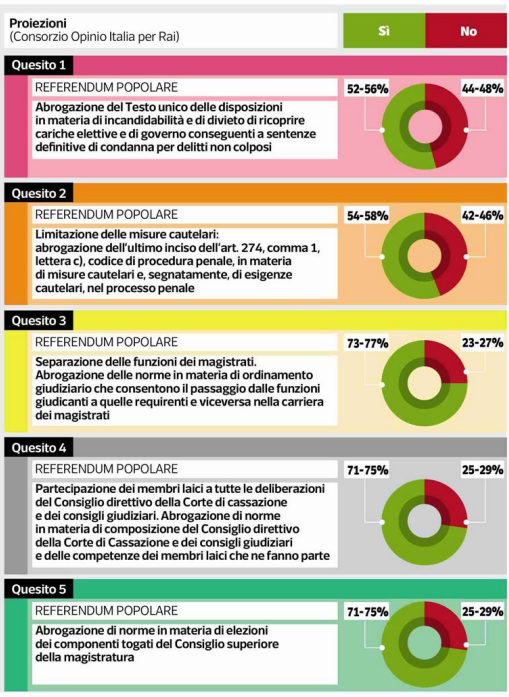 Proiezioni
(Consorzio Opinio Italia per Rai)
Sì
No
Quesito 1
REFERENDUM POPOLARE
52-56%
44-48%
Abrogazione del Testo unico delle disposizioni
in materia di incandidabilità e di divieto di ricoprire
cariche elettive e di governo conseguenti a sentenze
definitive di condanna per delitti non colposi
Quesito 2
REFERENDUM POPOLARE
54-58%
42-46%
Limitazione delle misure cautelari:
abrogazione dell'ultimo inciso dell'art. 274, comma 1,
lettera c), codice di procedura penale, in materia
di misure cautelari e, segnatamente, di esigenze
cautelari, nel processo penale
Quesito 3
REFERENDUM POPOLARE
73-77%
23-27%
Separazione delle funzioni dei magistrati.
Abrogazione delle norme in materia di ordinamento
giudiziario che consentono il passaggio dalle funzioni
giudicanti a quelle requirenti e viceversa nella carriera
dei magistrati
Quesito 4
REFERENDUM POPOLARE
71-75%
25-29%
Partecipazione dei membri laici a tutte le deliberazioni
del Consiglio direttivo della Corte di cassazione
e dei consigli giudiziari. Abrogazione di norme
in materia di composizione del Consiglio direttivo
della Corte di Cassazione e dei consigli giudiziari
e delle competenze dei membri laici che ne fanno parte
Quesito 5
REFERENDUM POPOLARE
71-75%
25-29%
Abrogazione di norme in materia di elezioni
dei componenti togati del Consiglio superiore
della magistratura